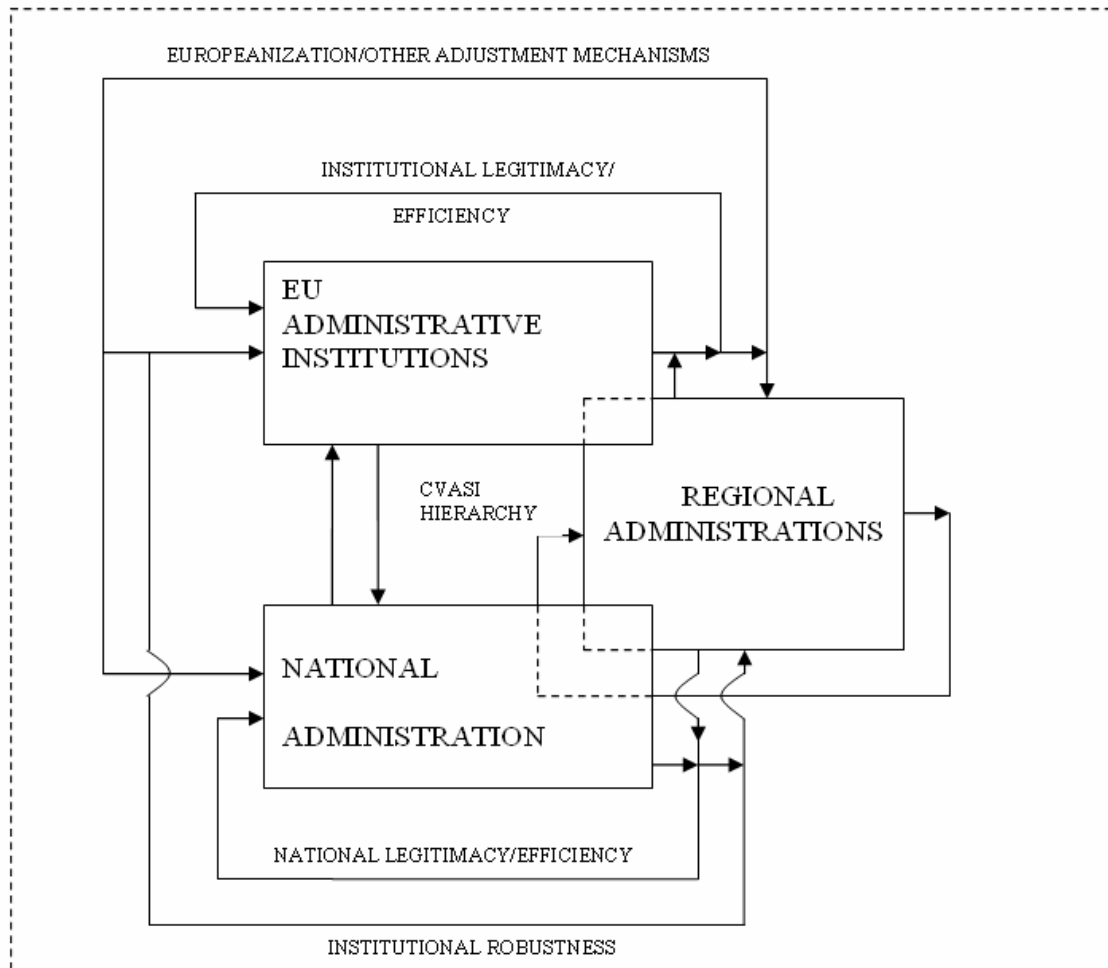 EUROPEANIZATION/OTHER ADJUSTMENT MECHANISMS
INSTITUTIONAL LEGITIMACY/
EFFICIENCY
EU
ADMINISTRATIVE
INSTITUTIONS
CVASI
HIERARCHY
REGIONAL
ADMINISTRATIONS
NATIONAL
ADMINISTRATION
NATIONAL LEGITIMACY/EFFICIENCY
INSTITUTIONAL ROBUSTNESS